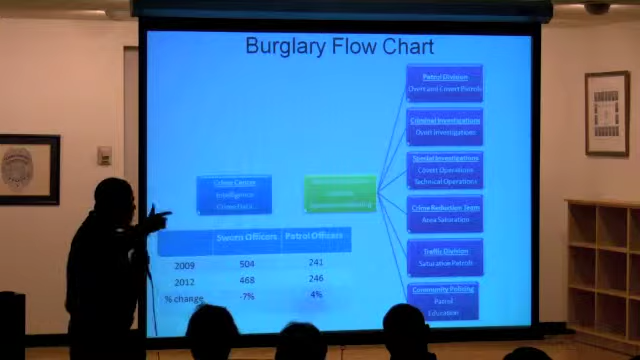 Burglary Flow Chart
Patrol Division
Overt and Covert Patrols
Criminal Investigations
Overt Investigations
Special Investigations
Covert Operations
Technical Operations
Crime Center
Intelligence
Crime Data
Crime Reduction Team
Area Saturation
Traffic Division
Saturation Patrols
Community Policing
Patrol
Education
Sworn Officers Patrol Officers
2009 504 241
2012 468 246
% change -7% 4%